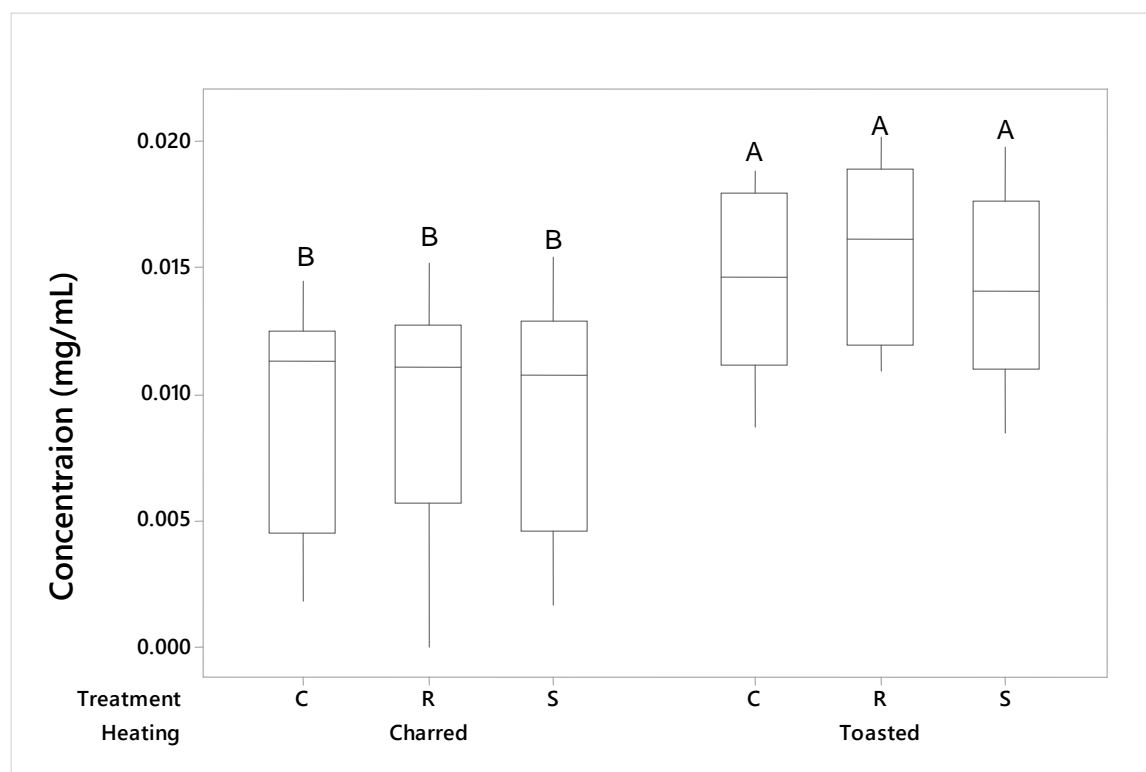 Concentraion (mg/mL)
0.020
0.015
0.010
0.005
0.000
B
B
B
A
A
A
Treatment C R S C R S
Heating Charred Toasted